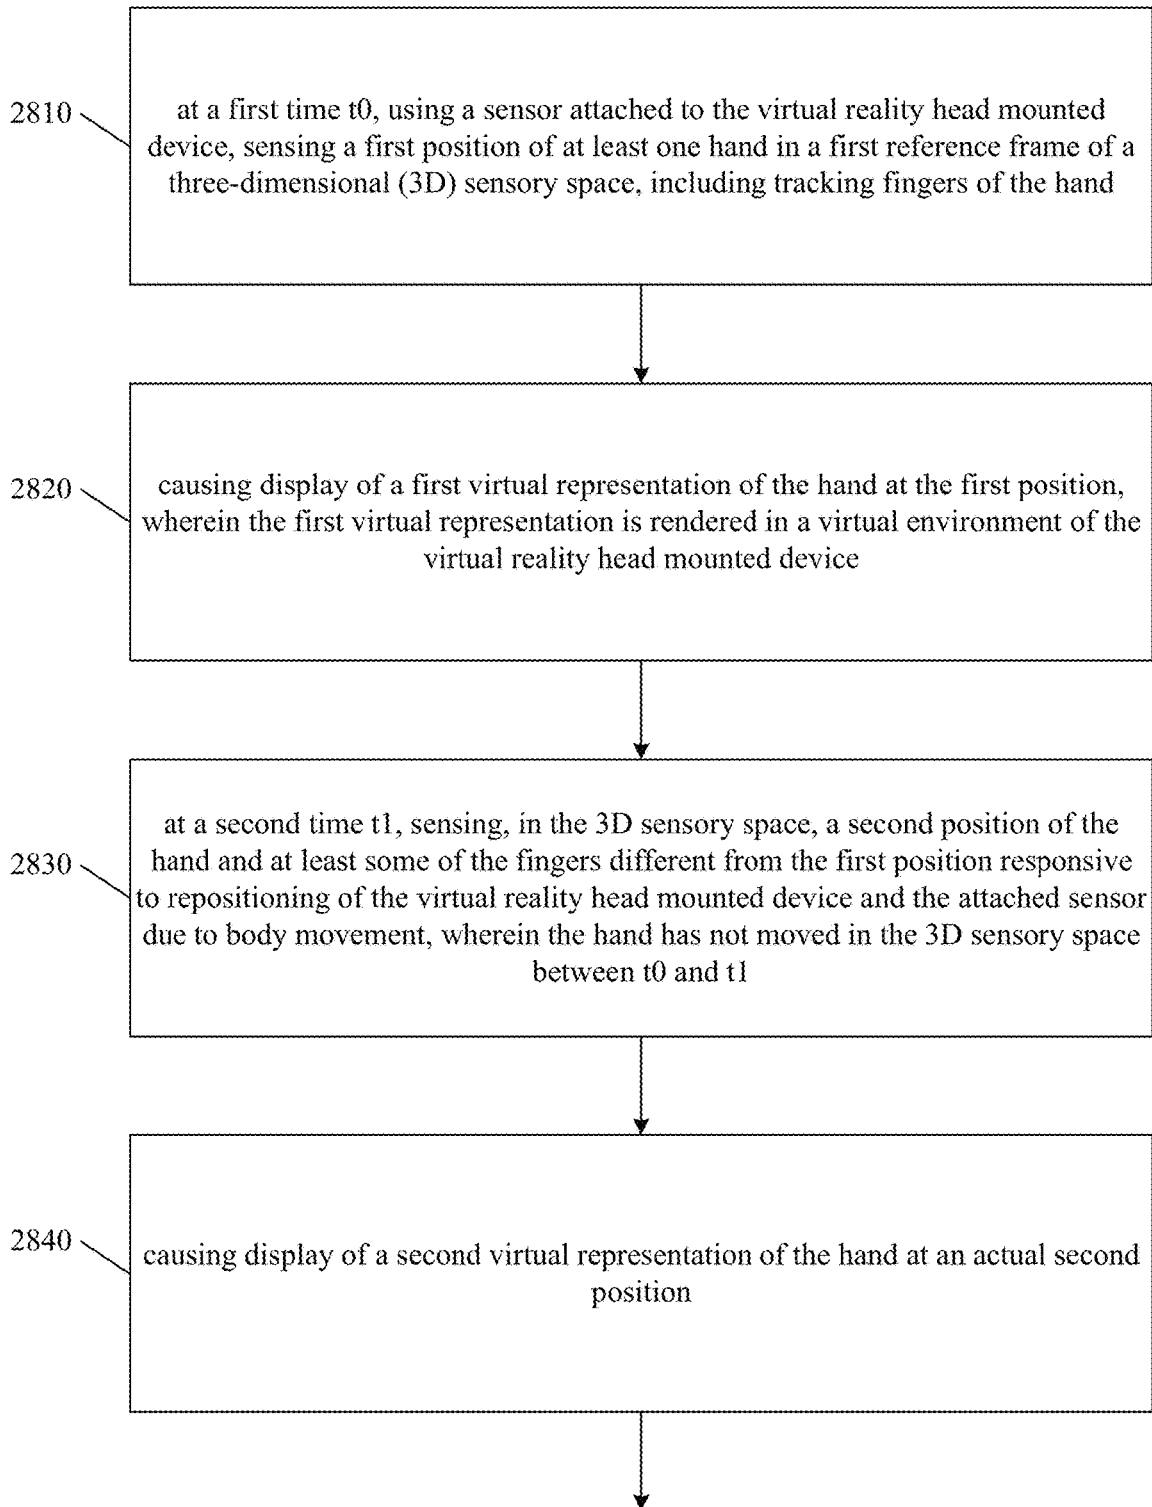 2810
at a first time t0, using a sensor attached to the virtual reality head mounted
device, sensing a first position of at least one hand in a first reference frame of a
three-dimensional (3D) sensory space, including tracking fingers of the hand
2820
causing display of a first virtual representation of the hand at the first position,
wherein the first virtual representation is rendered in a virtual environment of the
virtual reality head mounted device
2830
at a second time t1, sensing, in the 3D sensory space, a second position of the
hand and at least some of the fingers different from the first position responsive
to repositioning of the virtual reality head mounted device and the attached sensor
due to body movement, wherein the hand has not moved in the 3D sensory space
between t0 and t1
2840
causing display of a second virtual representation of the hand at an actual second
position